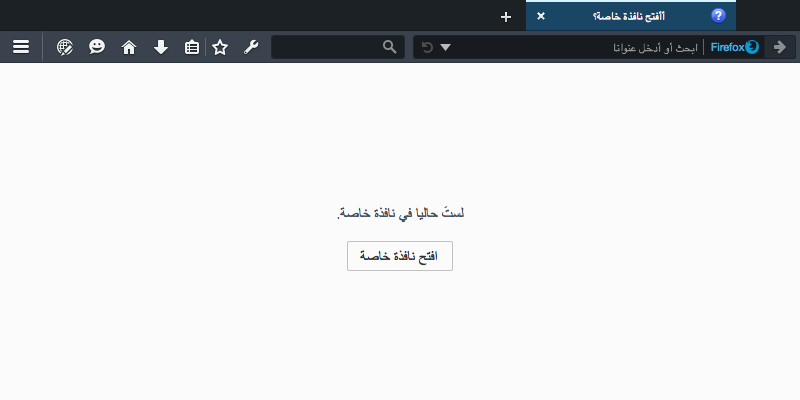 أأفتح نافذة خاصة؟
Firefox
ابحث أو أدخل عنوانا
لستَ حاليا في نافذة خاصة.
افتح نافذة خاصة